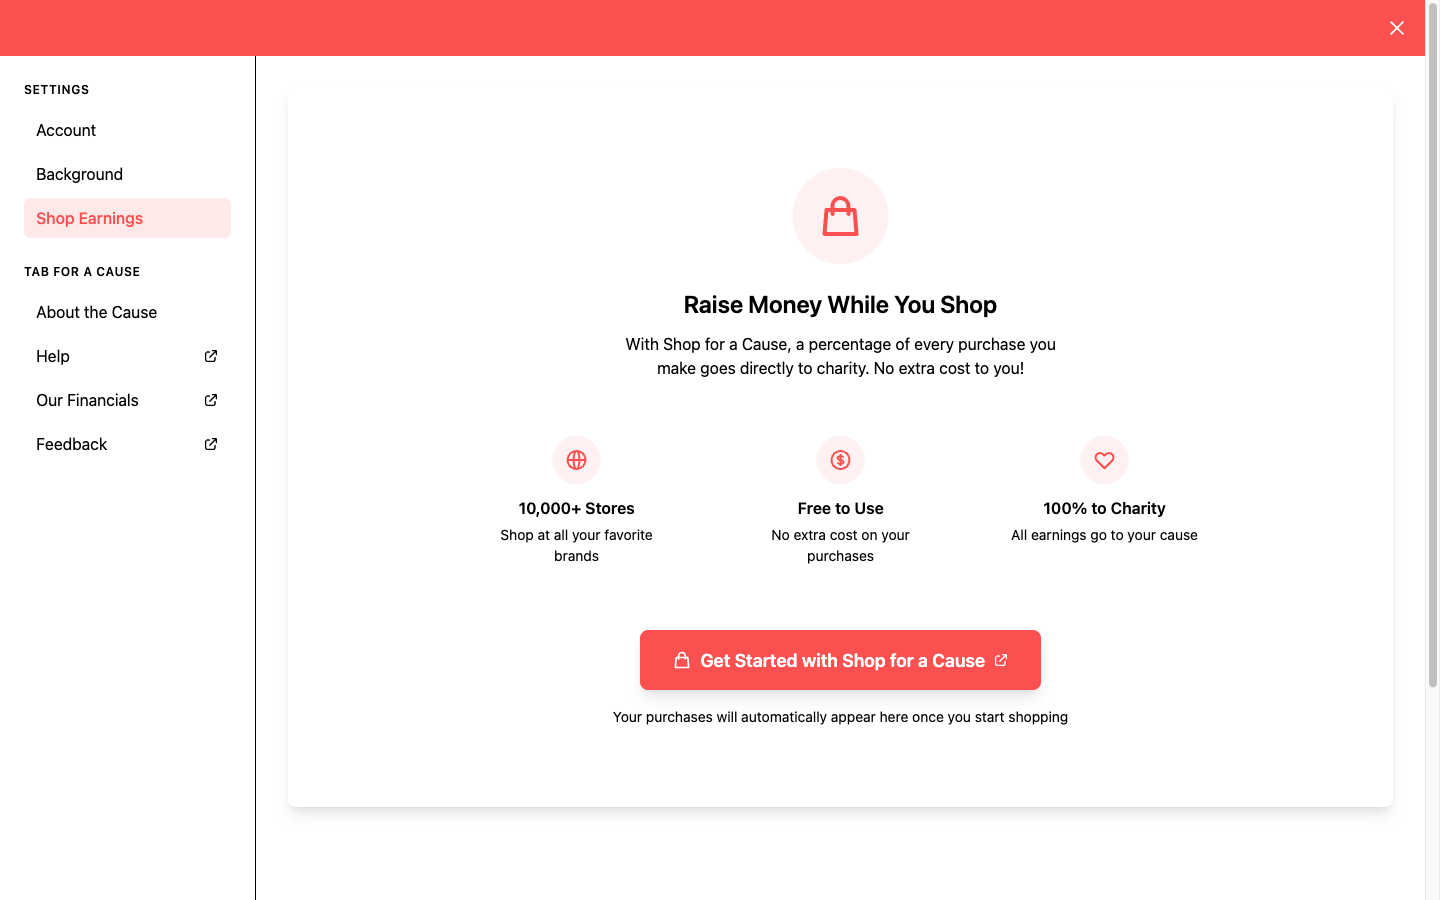 SETTINGS
Account
Background
Shop Earnings
TAB FOR A CAUSE
About the Cause
Help
Our Financials
Feedback
Raise Money While You Shop
With Shop for a Cause, a percentage of every purchase you
make goes directly to charity. No extra cost to you!
10,000+ Stores
Shop at all your favorite
brands
Free to Use
No extra cost on your
purchases
100% to Charity
All earnings go to your cause
Get Started with Shop for a Cause
Your purchases will automatically appear here once you start shopping